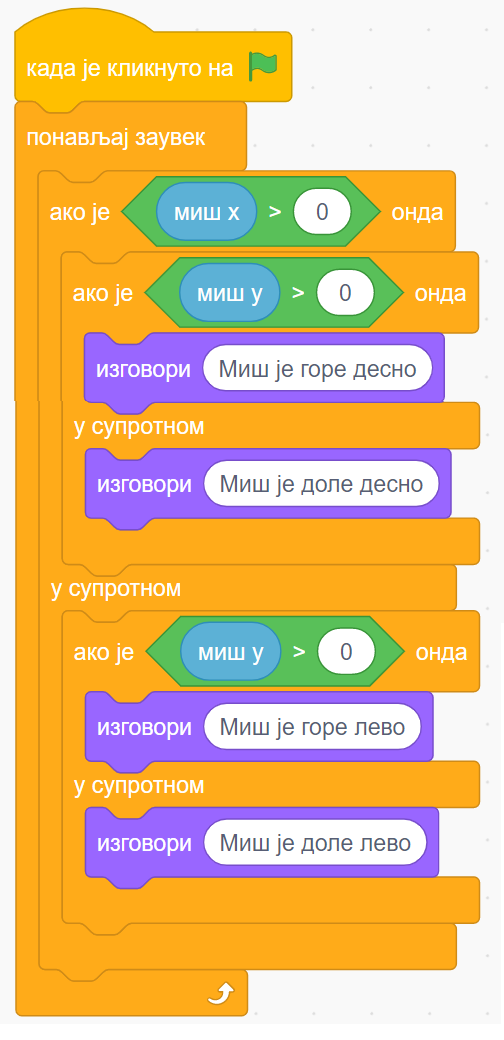 када је кликнуто на
понављај заувек
ако је миш x > 0 онда
ако је миш y > 0 онда
изговори Миш је горе десно
у супротном
изговори Миш је доле десно
у супротном
ако је миш y > 0 онда
изговори Миш је горе лево
у супротном
изговори Миш је доле лево